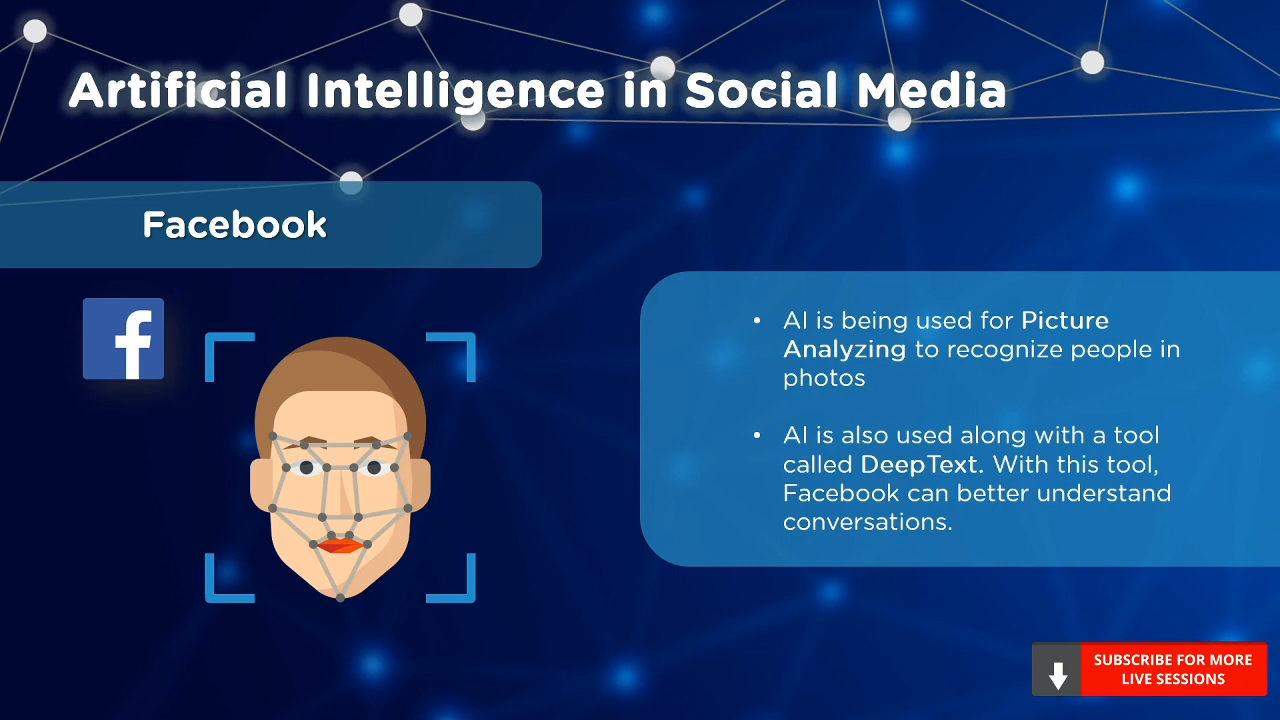 Artificial Intelligence in Social Media
Facebook
f
• AI is being used for Picture
Analyzing to recognize people in
photos
• AI is also used along with a tool
called DeepText. With this tool,
Facebook can better understand
conversations.
SUBSCRIBE FOR MORE
LIVE SESSIONS